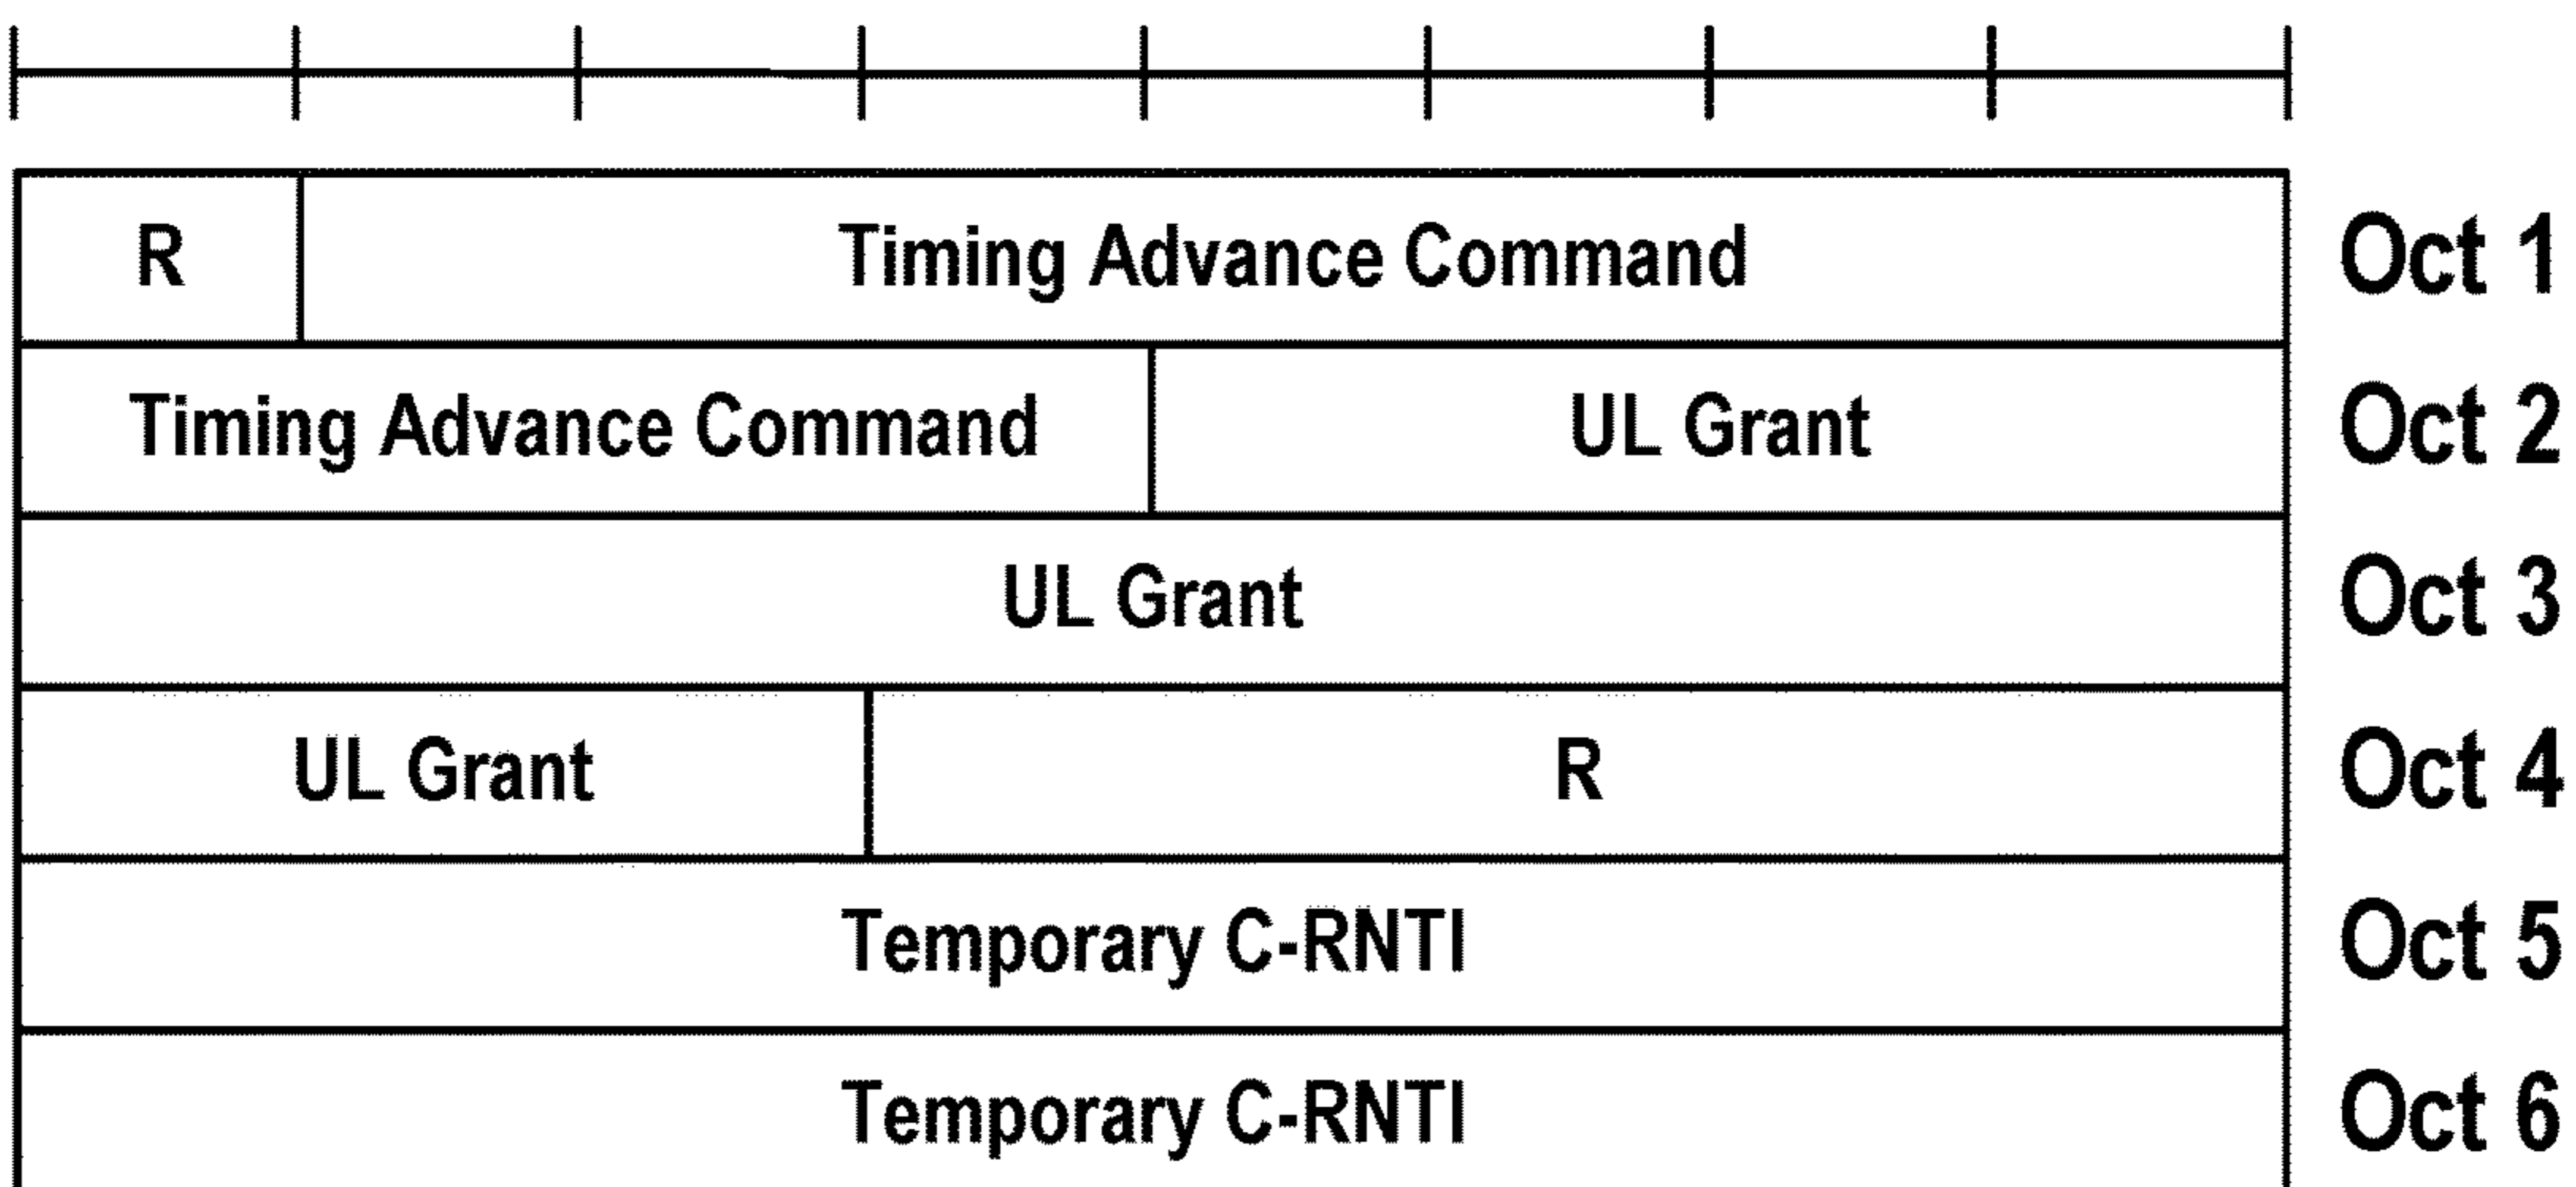 R Timing Advance Command Oct 1
Timing Advance Command UL Grant Oct 2
UL Grant Oct 3
UL Grant R Oct 4
Temporary C-RNTI Oct 5
Temporary C-RNTI Oct 6